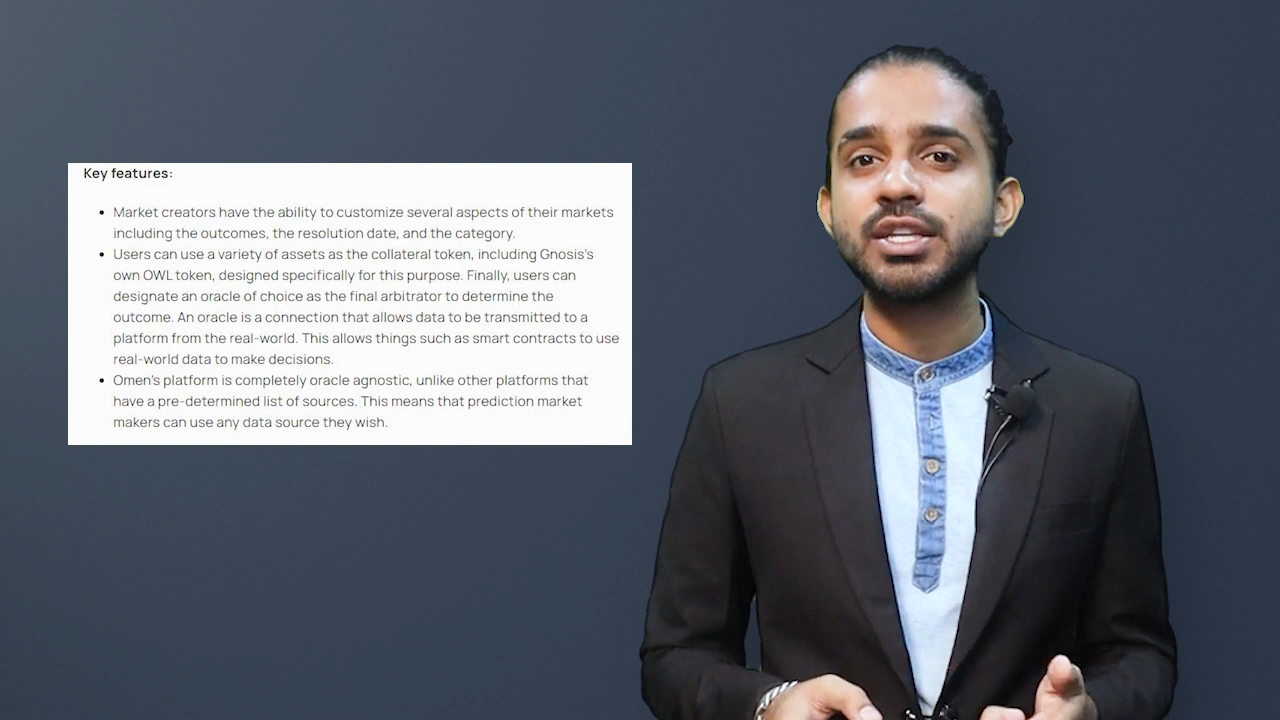 Key features:
• Market creators have the ability to customize several aspects of their markets
including the outcomes, the resolution date, and the category.
• Users can use a variety of assets as the collateral token, including Gnosis's
own OWL token, designed specifically for this purpose. Finally, users can
designate an oracle of choice as the final arbitrator to determine the
outcome. An oracle is a connection that allows data to be transmitted to a
platform from the real-world. This allows things such as smart contracts to use
real-world data to make decisions.
• Omen's platform is completely oracle agnostic, unlike other platforms that
have a pre-determined list of sources. This means that prediction market
makers can use any data source they wish.